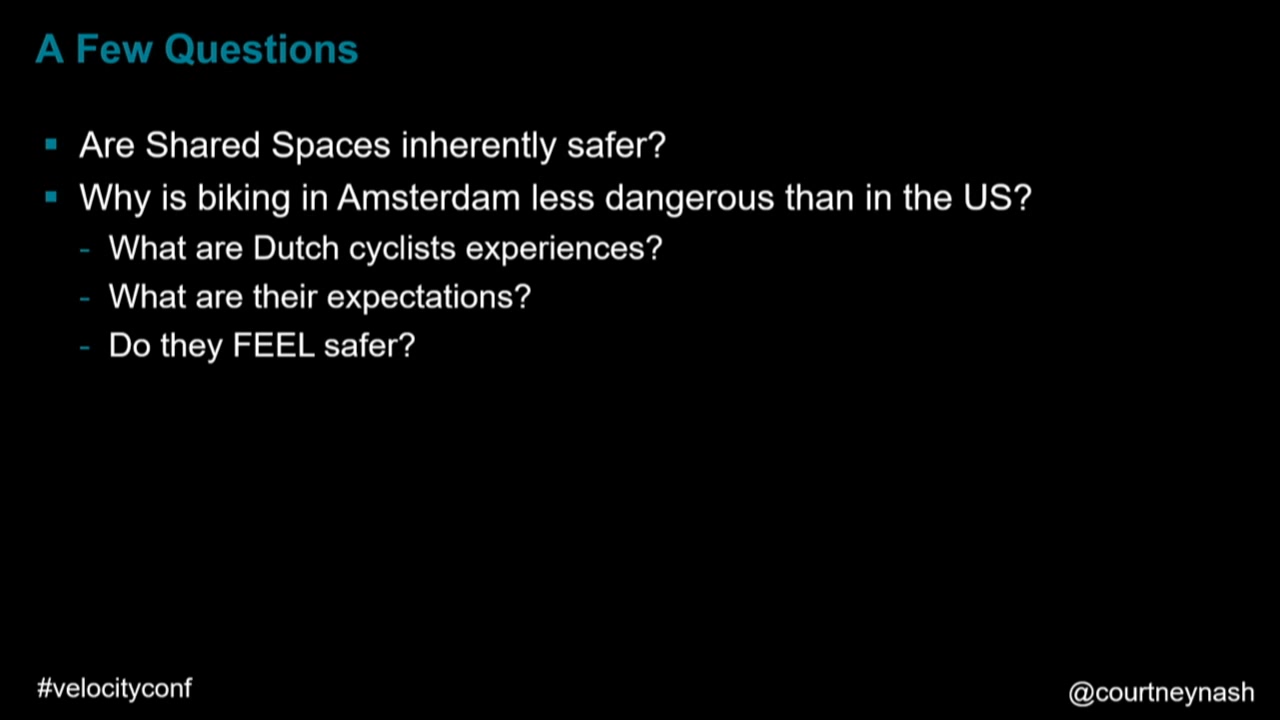 A Few Questions
Are Shared Spaces inherently safer?
Why is biking in Amsterdam less dangerous than in the US?
- What are Dutch cyclists experiences?
- What are their expectations?
- Do they FEEL safer?
#velocityconf
@courtneynash